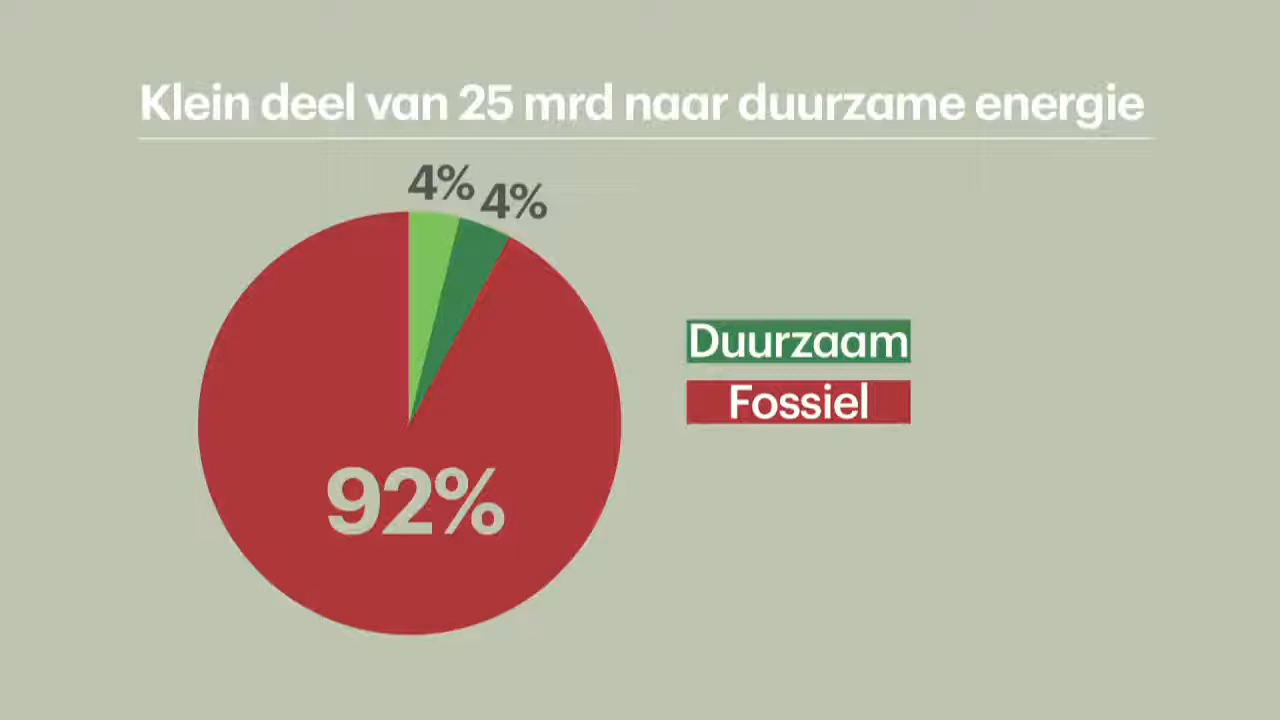 Klein deel van 25 mrd naar duurzame energie
4% 4%
Duurzaam
Fossiel
92%